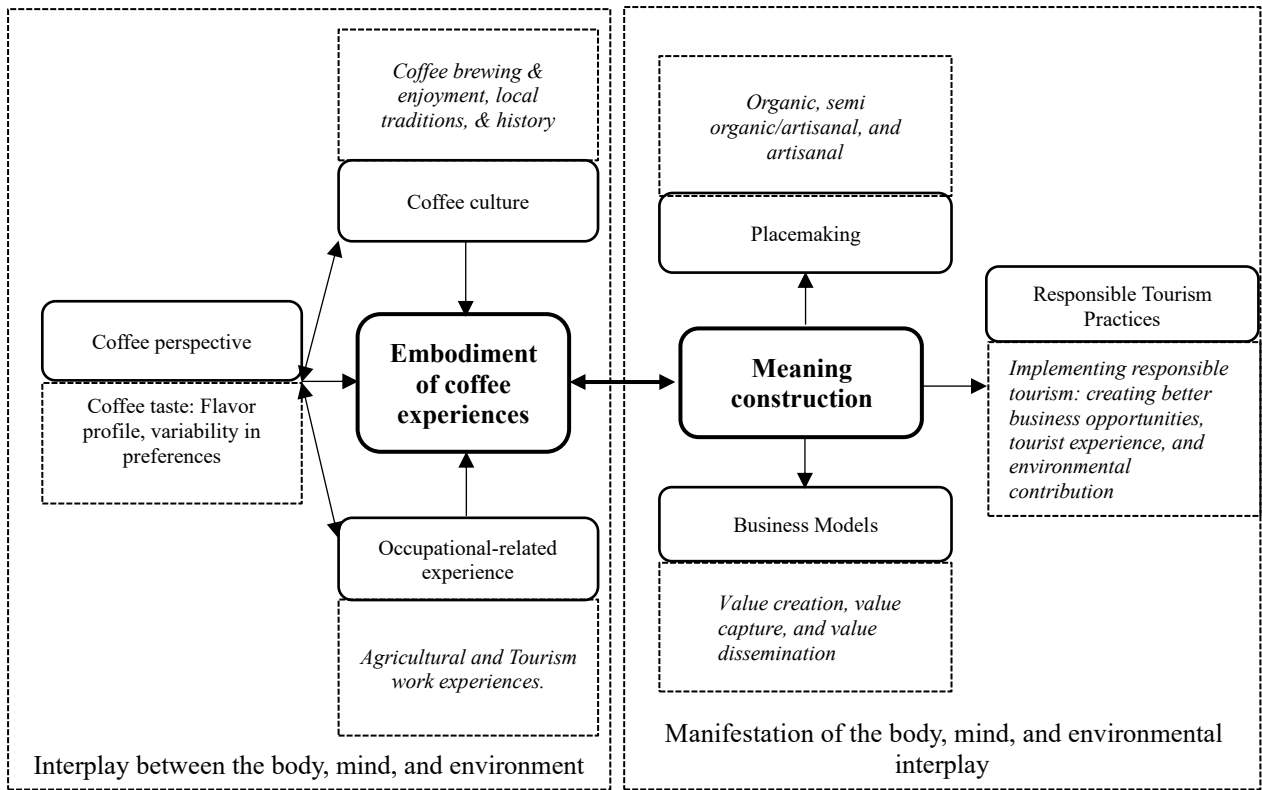 Coffee brewing &
enjoyment, local
traditions, & history
Coffee culture
Coffee perspective
Coffee taste: Flavor
profile, variability in
preferences
Embodiment
of coffee
experiences
Occupational-related
experience
Agricultural and Tourism
work experiences.
Interplay between the body, mind, and environment
Organic, semi
organic/artisanal, and
artisanal
Placemaking
Meaning
construction
Responsible Tourism
Practices
Implementing responsible
tourism: creating better
business opportunities,
tourist experience, and
environmental
contribution
Business Models
Value creation, value
capture, and value
dissemination
Manifestation of the body, mind, and environmental
interplay